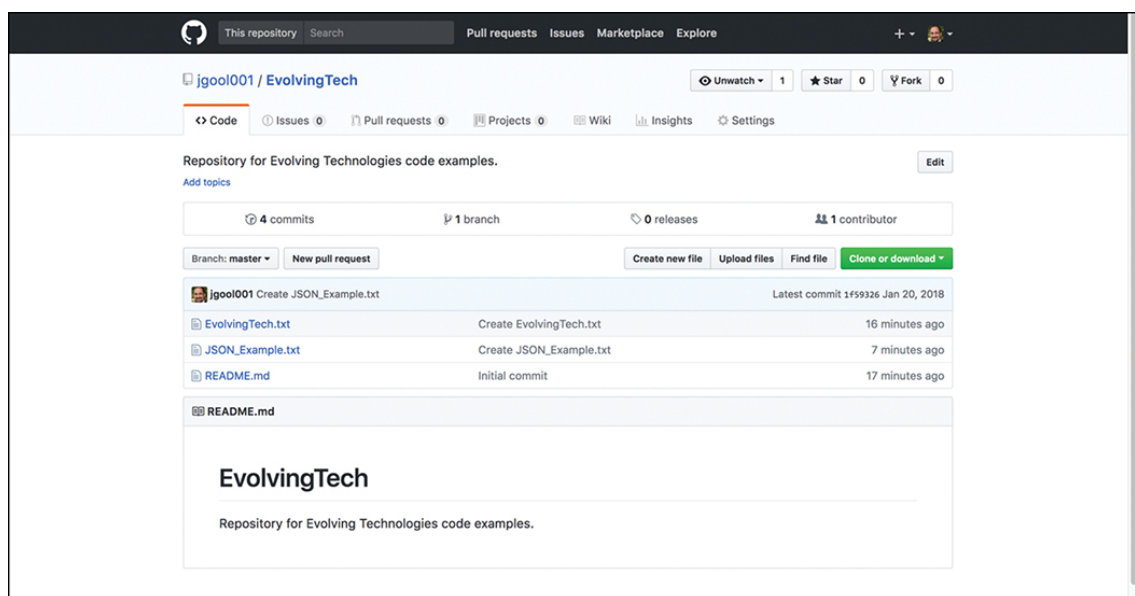 This repository Search Pull requests Issues Marketplace Explore
jgool001 / EvolvingTech Unwatch 1 Star 0 Fork 0
Code Issues 0 Pull requests 0 Projects 0 Wiki Insights Settings
Repository for Evolving Technologies code examples. Edit
Add topics
4 commits 1 branch 0 releases 1 contributor
Branch: master New pull request Create new file Upload files Find file Clone or download
jgool001 Create JSON_Example.txt Latest commit 1f59326 Jan 20, 2018
EvolvingTech.txt Create EvolvingTech.txt 16 minutes ago
JSON_Example.txt Create JSON_Example.txt 7 minutes ago
README.md Initial commit 17 minutes ago
README.md
EvolvingTech
Repository for Evolving Technologies code examples.